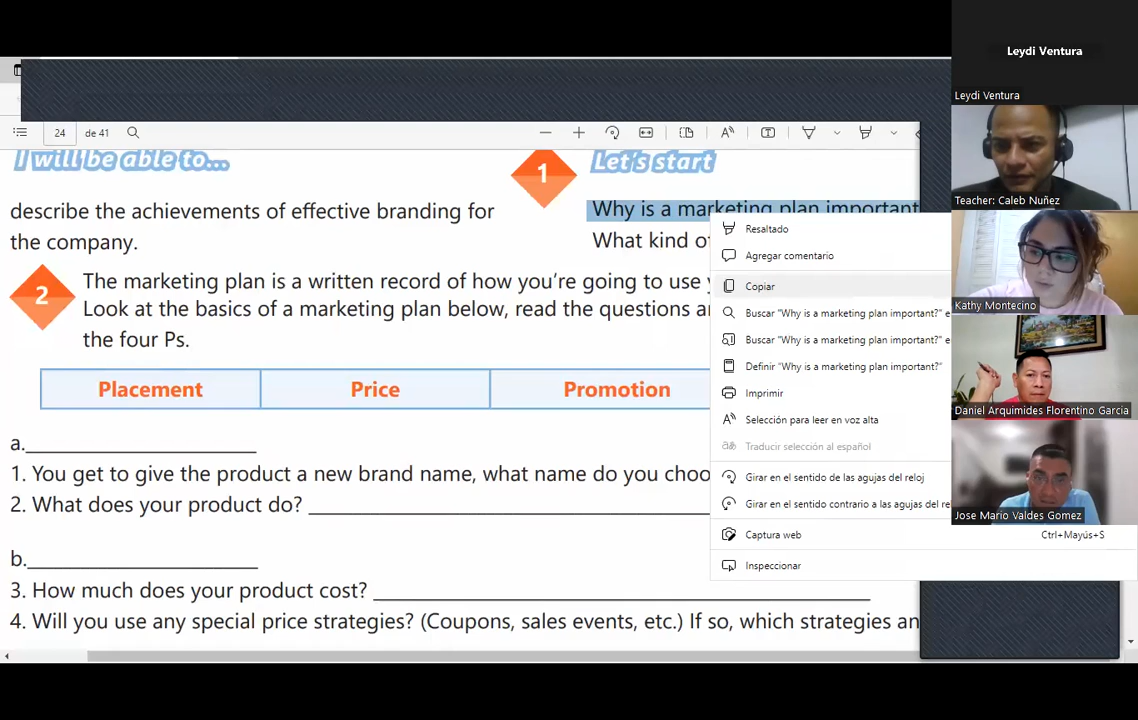 Leydi Ventura
Leydi Ventura
24 de 41
I will be able to...
1
Let's start
describe the achievements of effective branding for
the company.
Why is a marketing plan important
What kind of
2
The marketing plan is a written record of how you're going to use
Look at the basics of a marketing plan below, read the questions
the four Ps.
Placement
Price
Promotion
a.
1. You get to give the product a new brand name, what name do you choo
2. What does your product do?
b.
3. How much does your product cost?
4. Will you use any special price strategies? (Coupons, sales events, etc.) If so, which strategies an
Resaltado
Agregar comentario
Copiar
Buscar "Why is a marketing plan important?" e
Buscar "Why is a marketing plan important?" e
Definir "Why is a marketing plan important?"
Imprimir
Selección para leer en voz alta
Traducir selección al español
Girar en el sentido de las agujas del reloj
Girar en el sentido contrario a las agujas del re
Captura web
Ctrl+Mayús+S
Inspeccionar
Teacher: Caleb Nuñez
Kathy Montecino
Daniel Arquimides Florentino Garcia
Jose Mario Valdes Gomez